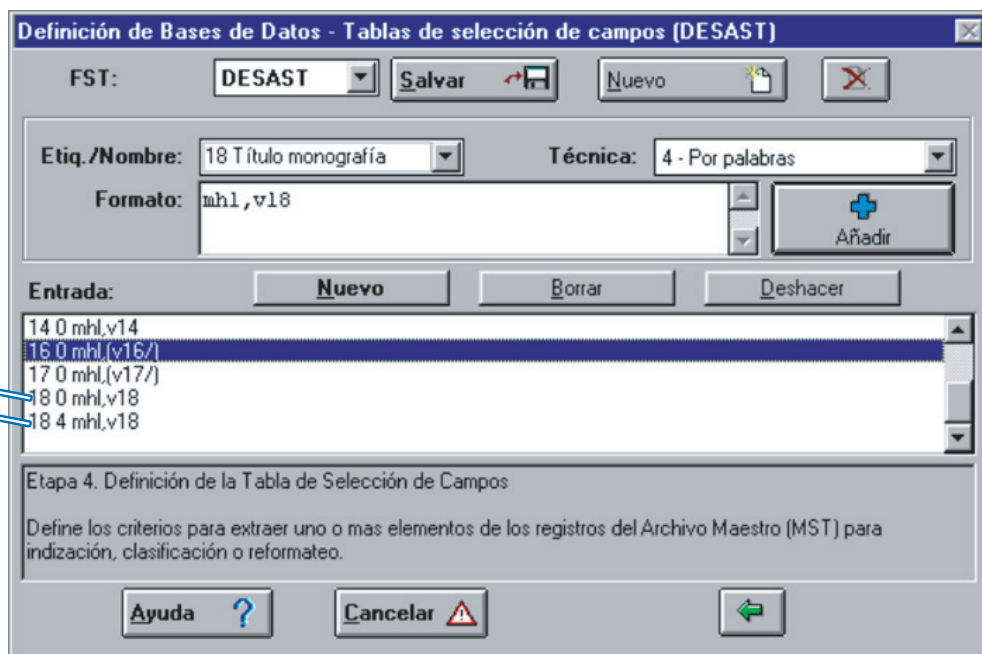 Definición de Bases de Datos - Tablas de selección de campos (DESAST)
FST: DESAST Salvar Nuevo
Etiq./Nombre: 18 Título monografía Técnica: 4 - Por palabras
Formato: mhl,v18
Añadir
Entrada: Nuevo Borrar Deshacer
14 0 mhl,v14
16 0 mhl,(v16/)
17 0 mhl,(v17/)
18 0 mhl,v18
18 4 mhl,v18
Etapa 4. Definición de la Tabla de Selección de Campos
Define los criterios para extraer uno o mas elementos de los registros del Archivo Maestro (MST) para
indización, clasificación o reformateo.
Ayuda ? Cancelar